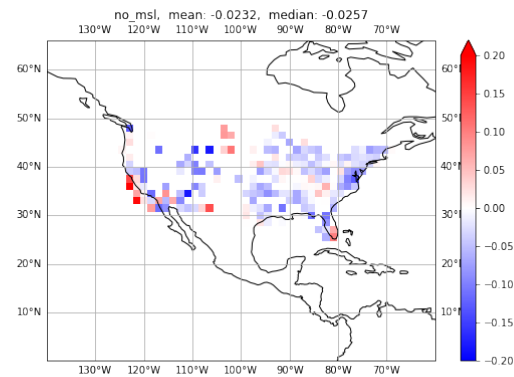 no_msl, mean: -0.0232, median: -0.0257
130°W 120°W 110°W 100°W 90°W 80°W 70°W
60°N 60°N 0.20
50°N 50°N 0.15
0.10
40°N 40°N 0.05
30°N 30°N 0.00
20°N 20°N −0.05
−0.10
10°N 10°N −0.15
−0.20
130°W 120°W 110°W 100°W 90°W 80°W 70°W